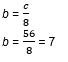 b = c/8
b = 56/8 = 7